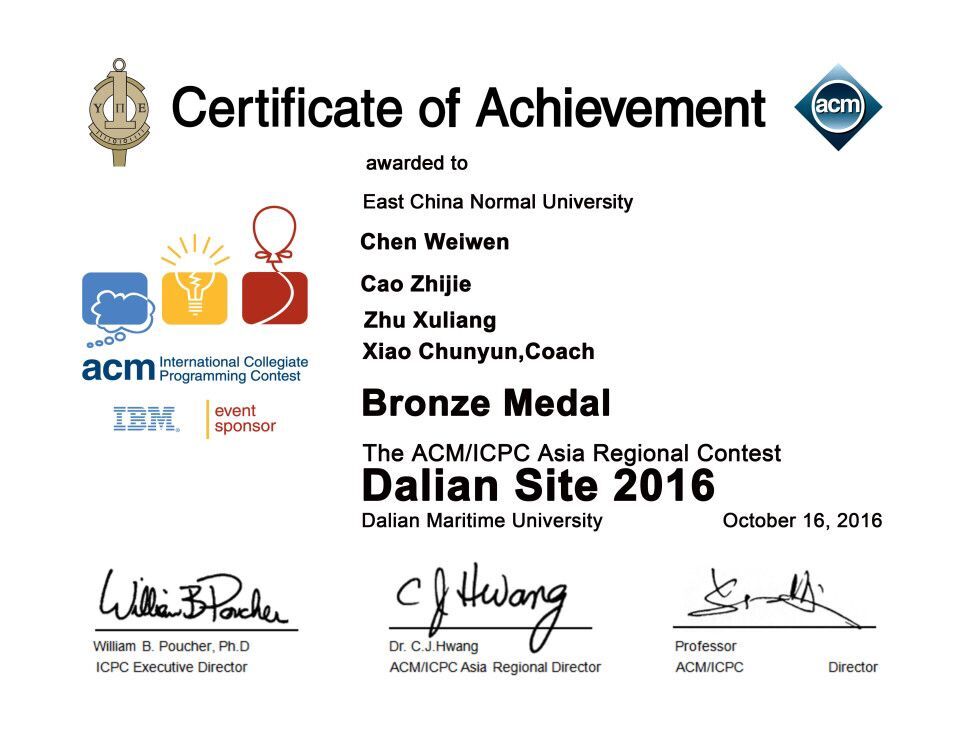 Certificate of Achievement
Υ Π Ε
acm
awarded to
East China Normal University
Chen Weiwen
Cao Zhijie
Zhu Xuliang
Xiao Chunyun,Coach
acm International Collegiate
Programming Contest
IBM® event
sponsor
Bronze Medal
The ACM/ICPC Asia Regional Contest
Dalian Site 2016
Dalian Maritime University October 16, 2016
William B Poucher
C J Hwang
William B. Poucher, Ph.D
ICPC Executive Director
Dr. C.J.Hwang
ACM/ICPC Asia Regional Director
Professor
ACM/ICPC Director